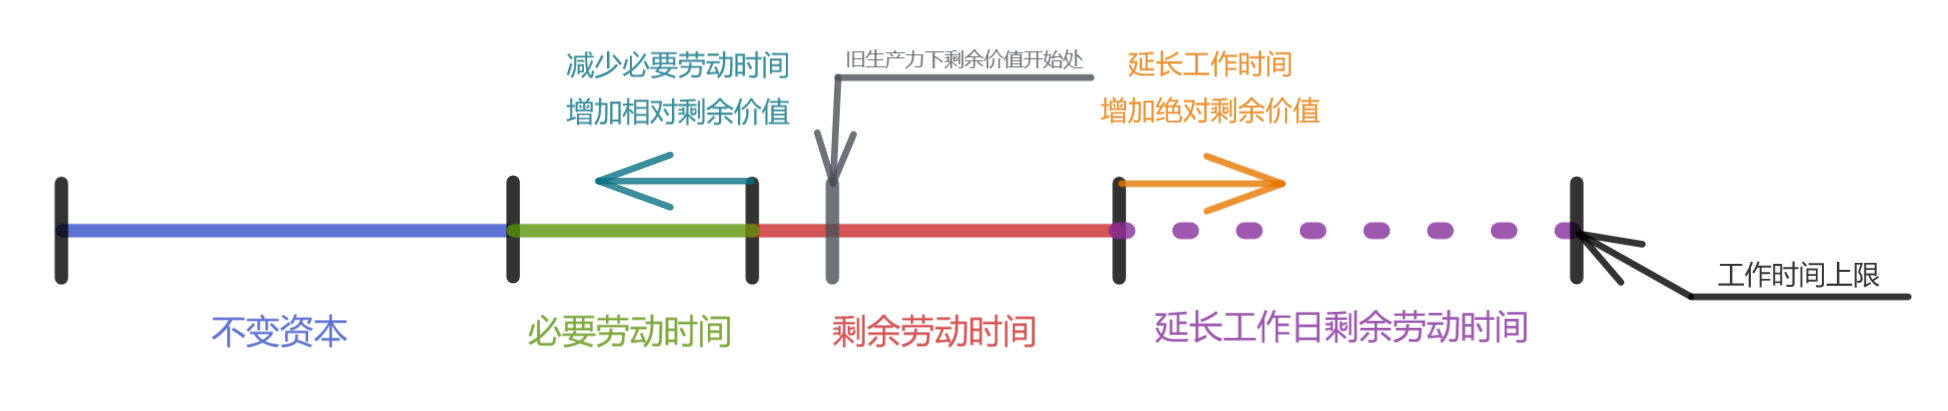 减少必要劳动时间
增加相对剩余价值
旧生产力下剩余价值开始处
延长工作时间
增加绝对剩余价值
工作时间上限
不变资本
必要劳动时间
剩余劳动时间
延长工作日剩余劳动时间